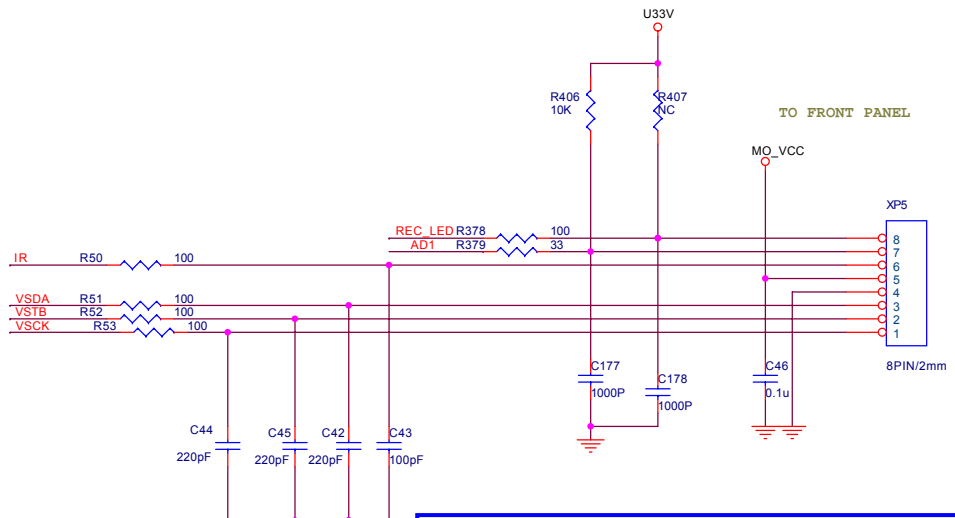 U33V
R406
10K
R407
NC
TO FRONT PANEL
MO_VCC
XP5
REC_LED R378 100
AD1 R379 33
IR R50 100
VSDA R51 100
VSTB R52 100
VSCK R53 100
8
7
6
5
4
3
2
1
8PIN/2mm
C177
1000P
C178
1000P
C46
0.1u
C44
220pF
C45
220pF
C42
220pF
C43
100pF